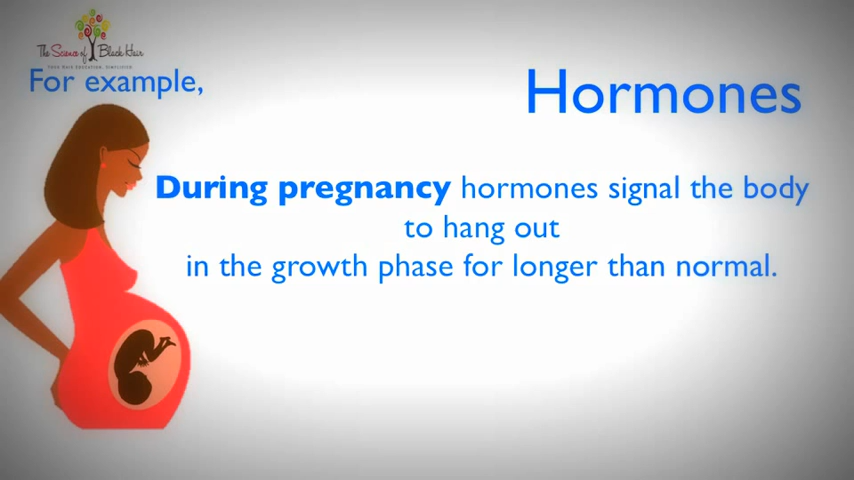 The Science of Black Hair
For example,
Hormones
During pregnancy hormones signal the body
to hang out
in the growth phase for longer than normal.